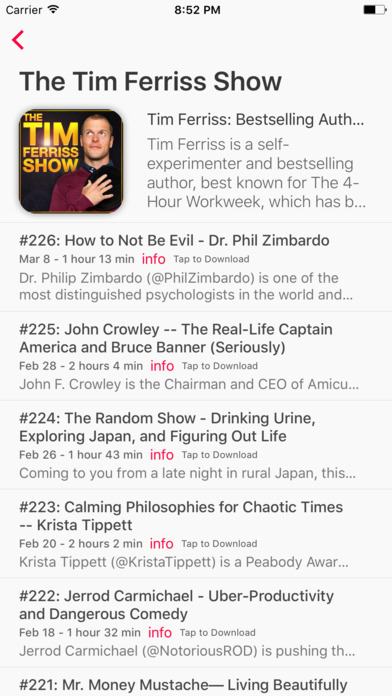 Carrier 8:52 PM
The Tim Ferriss Show
THE
TIM
FERRISS
SHOW
Tim Ferriss: Bestselling Auth...
Tim Ferriss is a self-
experimenter and bestselling
author, best known for The 4-
Hour Workweek, which has b...
#226: How to Not Be Evil - Dr. Phil Zimbardo
Mar 8 - 1 hour 13 min info Tap to Download
Dr. Philip Zimbardo (@PhilZimbardo) is one of the
most distinguished psychologists in the world and...
#225: John Crowley -- The Real-Life Captain
America and Bruce Banner (Seriously)
Feb 28 - 2 hours 4 min info Tap to Download
John F. Crowley is the Chairman and CEO of Amicu...
#224: The Random Show - Drinking Urine,
Exploring Japan, and Figuring Out Life
Feb 26 - 1 hour 43 min info Tap to Download
Coming to you from a late night in rural Japan, this...
#223: Calming Philosophies for Chaotic Times
-- Krista Tippett
Feb 20 - 2 hours 2 min info Tap to Download
Krista Tippett (@KristaTippett) is a Peabody Awar...
#222: Jerrod Carmichael - Uber-Productivity
and Dangerous Comedy
Feb 18 - 1 hour 32 min info Tap to Download
Jerrod Carmichael (@NotoriousROD) is pushing th...
#221: Mr. Money Mustache— Living Beautifully